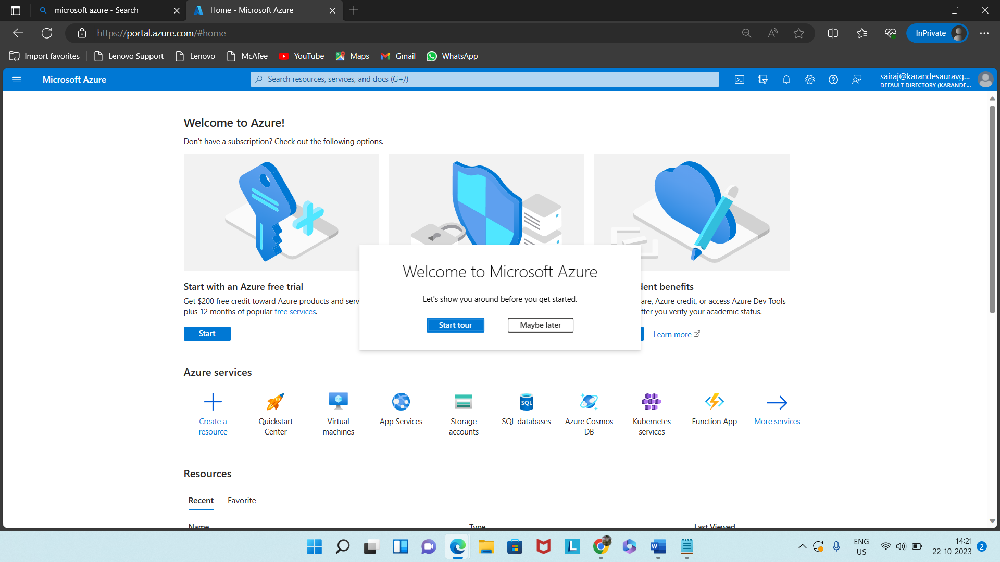 microsoft azure - Search
Home - Microsoft Azure
https://portal.azure.com/#home
InPrivate
Import favorites
Lenovo Support
Lenovo
McAfee
YouTube
Maps
Gmail
WhatsApp
Microsoft Azure
Search resources, services, and docs (G+/)
sairaj@karandesauravg...
DEFAULT DIRECTORY (KARANDE...
Welcome to Azure!
Don't have a subscription? Check out the following options.
Start with an Azure free trial
Get $200 free credit toward Azure products and serv
plus 12 months of popular free services.
Start
Welcome to Microsoft Azure
Let's show you around before you get started.
Start tour
Maybe later
dent benefits
are, Azure credit, or access Azure Dev Tools
fter you verify your academic status.
Learn more
Azure services
Create a
resource
Quickstart
Center
Virtual
machines
App Services
Storage
accounts
SQL
SQL databases
Azure Cosmos
DB
Kubernetes
services
Function App
More services
Resources
Recent
Favorite
Name
Type
Last Viewed
ENG
US
14:21
22-10-2023
2